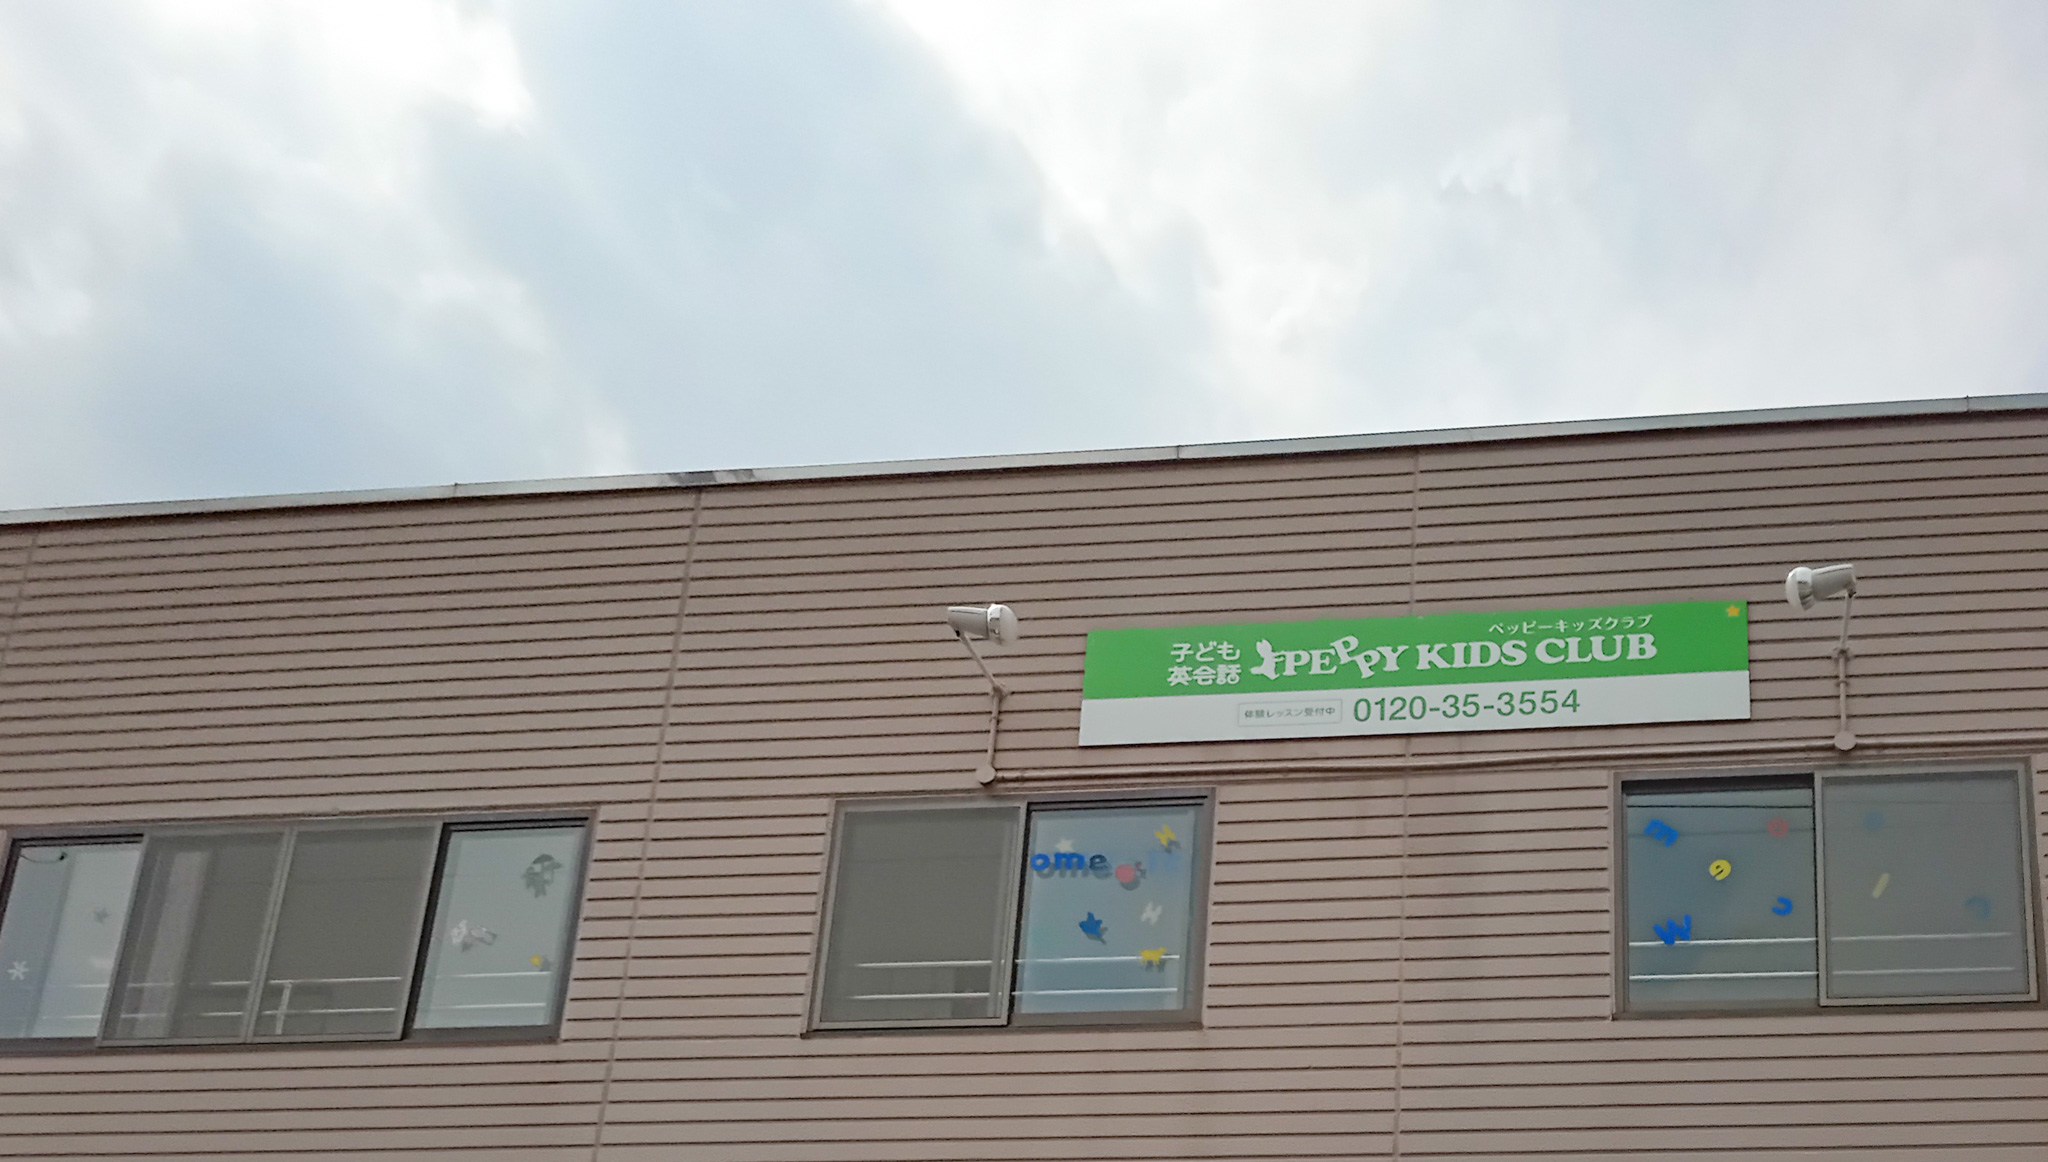 ペッピーキッズクラブ
子ども
英会話
PEPPY KIDS CLUB
体験レッスン受付中
0120-35-3554
ome